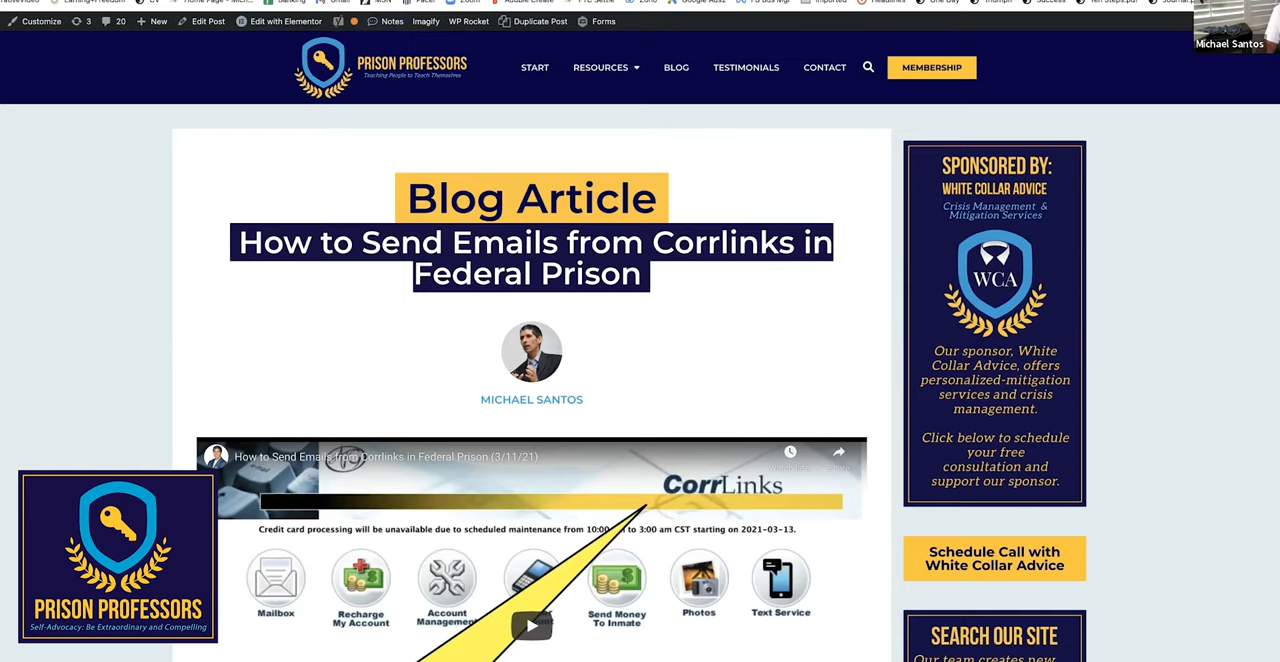 Customize 3 20 New Edit Post Edit with Elementor Notes Imagify WP Rocket Duplicate Post Forms
Michael Santos
PRISON PROFESSORS
Teaching People to Teach Themselves
START RESOURCES BLOG TESTIMONIALS CONTACT MEMBERSHIP
Blog Article
How to Send Emails from Corrlinks in
Federal Prison
MICHAEL SANTOS
How to Send Emails from Corrlinks in Federal Prison (3/11/21)
Share
CorrLinks
Credit card processing will be unavailable due to scheduled maintenance from 10:00 to 3:00 am CST starting on 2021-03-13.
Mailbox
Recharge
My Account
Account
Management
Send Money
To Inmate
Photos
Text Service
PRISON PROFESSORS
Self-Advocacy: Be Extraordinary and Compelling
SPONSORED BY:
WHITE COLLAR ADVICE
Crisis Management &
Mitigation Services
WCA
Our sponsor, White
Collar Advice, offers
personalized-mitigation
services and crisis
management.
Click below to schedule
your free
consultation and
support our sponsor.
Schedule Call with
White Collar Advice
SEARCH OUR SITE
Our team creates new